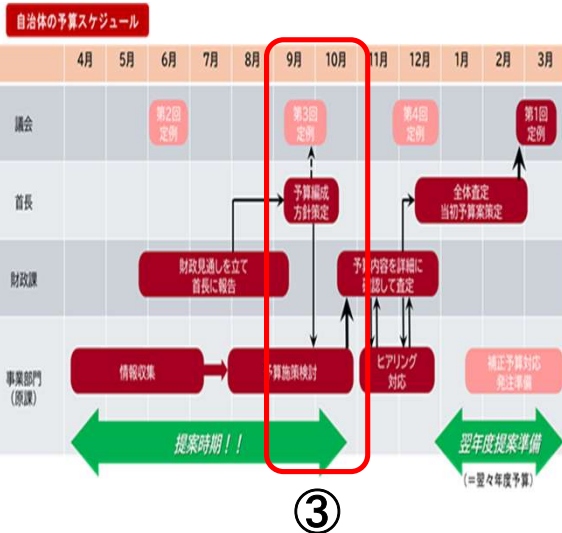 自治体の予算スケジュール
4月 5月 6月 7月 8月 9月 10月 11月 12月 1月 2月 3月
議会
第2回
定例
第3回
定例
第4回
定例
第1回
定例
首長
予算編成
方針策定
全体査定
当初予算案策定
財政課
財政見通しを立て
首長に報告
予算内容を詳細に
確認して査定
事業部門
(原課)
情報収集
予算施策検討
ヒアリング
対応
補正予算対応
発注準備
提案時期！！
翌年度提案準備
(＝翌々年度予算)
③